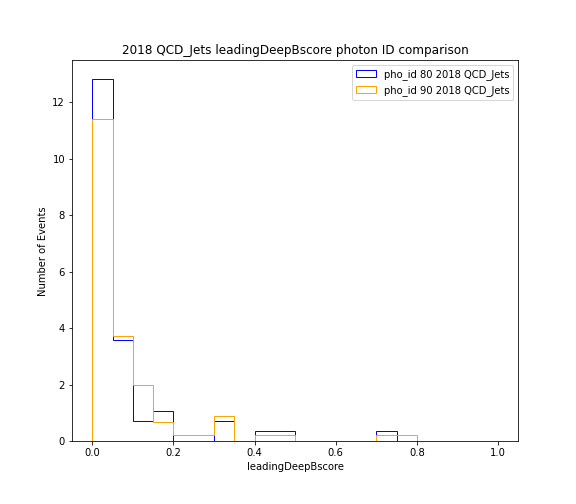 2018 QCD_Jets leadingDeepBscore photon ID comparison
pho_id 80 2018 QCD_Jets
pho_id 90 2018 QCD_Jets
Number of Events
12
10
8
6
4
2
0
0.0 0.2 0.4 0.6 0.8 1.0
leadingDeepBscore